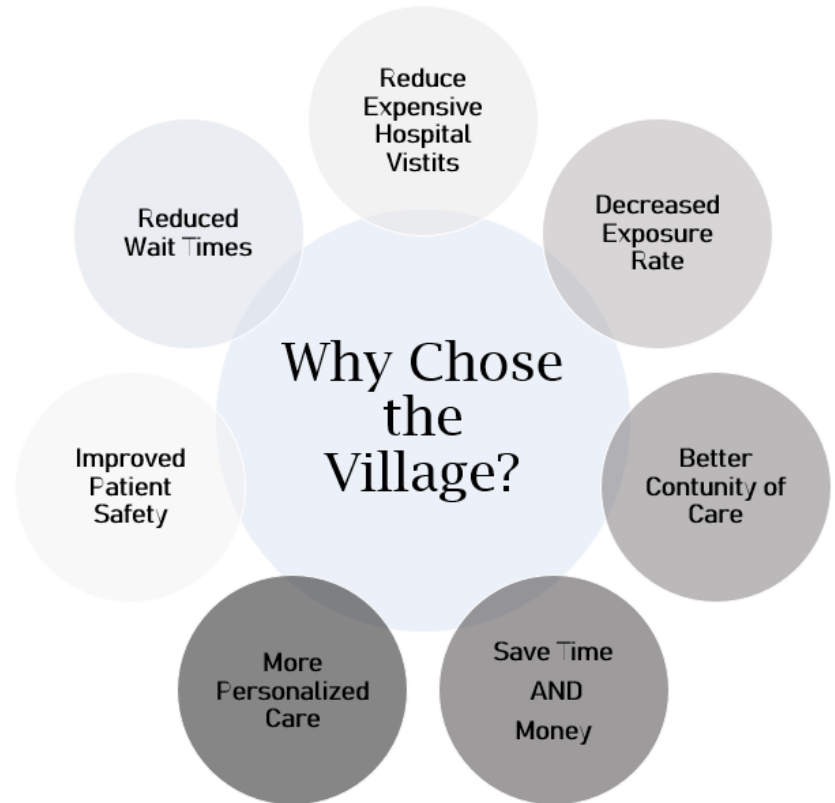 Reduce
Expensive
Hospital
Vistits
Decreased
Exposure
Rate
Reduced
Wait Times
Why Chose
the
Village?
Better
Contunity of
Care
Improved
Patient
Safety
Save Time
AND
Money
More
Personalized
Care